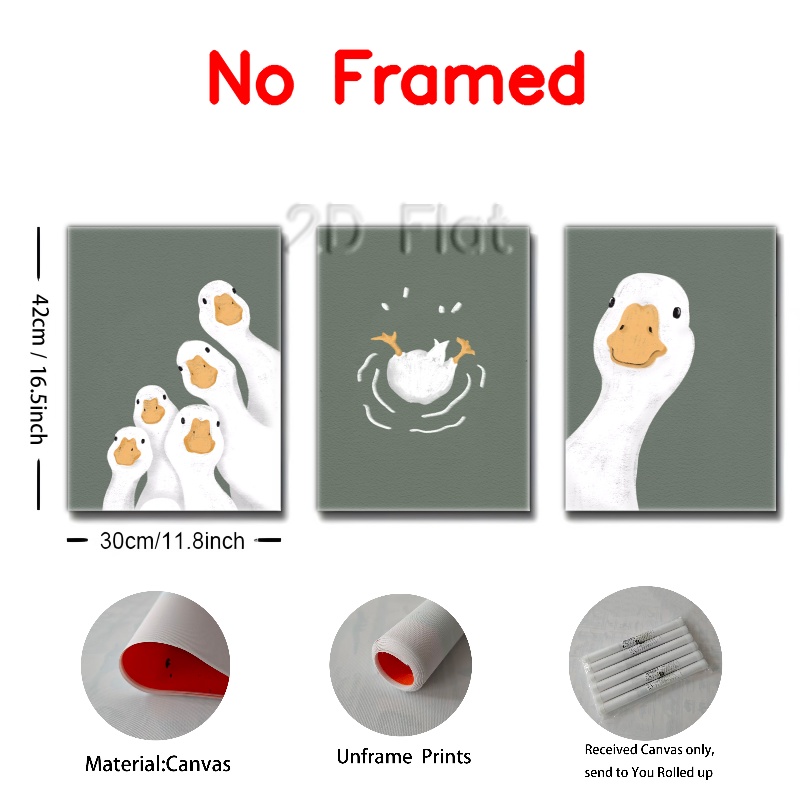 No Framed
2D Flat
42cm / 16.5inch
30cm/11.8inch
Material:Canvas
Unframe Prints
Received Canvas only,
send to You Rolled up